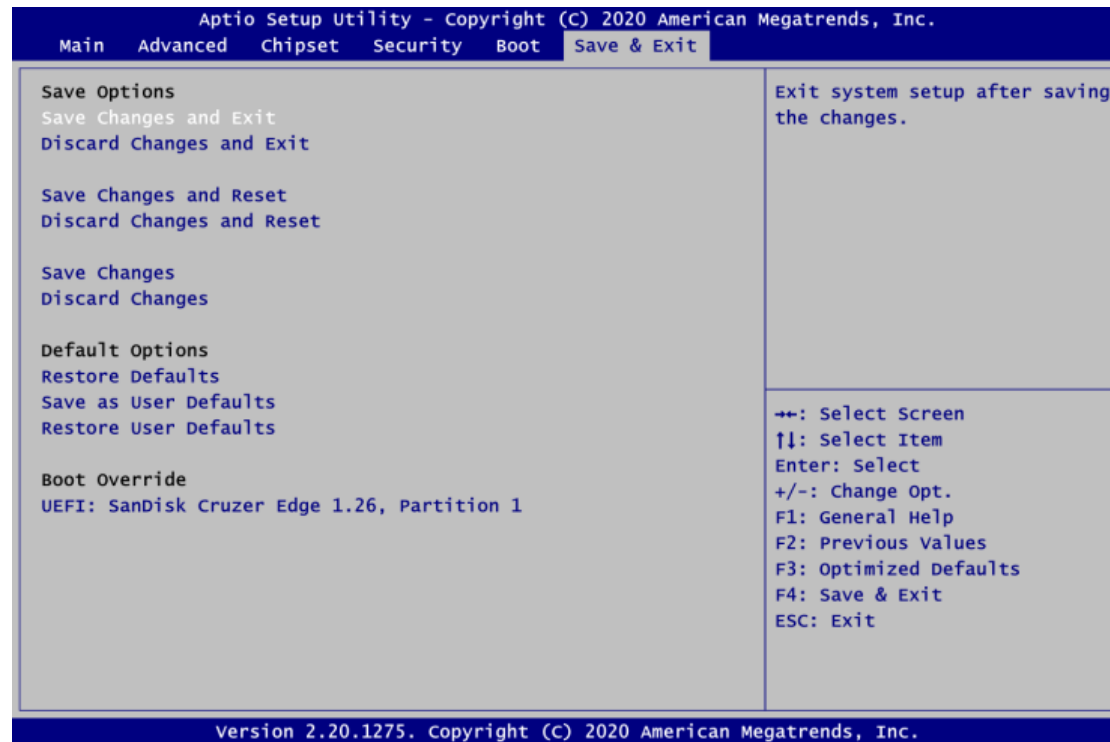 Aptio Setup Utility - Copyright (C) 2020 American Megatrends, Inc.
Main Advanced Chipset Security Boot Save & Exit
Save Options
Save Changes and Exit
Discard Changes and Exit
Save Changes and Reset
Discard Changes and Reset
Save Changes
Discard Changes
Default Options
Restore Defaults
Save as User Defaults
Restore User Defaults
Boot Override
UEFI: SanDisk Cruzer Edge 1.26, Partition 1
Exit system setup after saving
the changes.
→←: Select Screen
↑↓: Select Item
Enter: Select
+/-: Change Opt.
F1: General Help
F2: Previous Values
F3: Optimized Defaults
F4: Save & Exit
ESC: Exit
Version 2.20.1275. Copyright (C) 2020 American Megatrends, Inc.